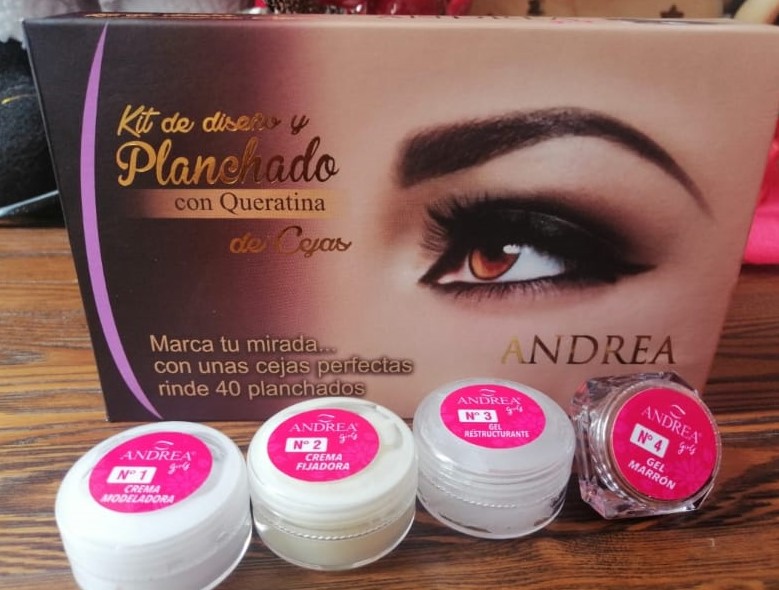 Kit de diseño y
Planchado
con Queratina
de Cejas
Marca tu mirada...
con unas cejas perfectas
rinde 40 planchados
ANDREA
ANDREA
Nº 1
CREMA
MODELADORA
ANDREA
Nº 2
CREMA
FIJADORA
ANDREA
Nº 3
GEL
RESTRUCTURANTE
ANDREA
Nº 4
GEL
MARRÓN